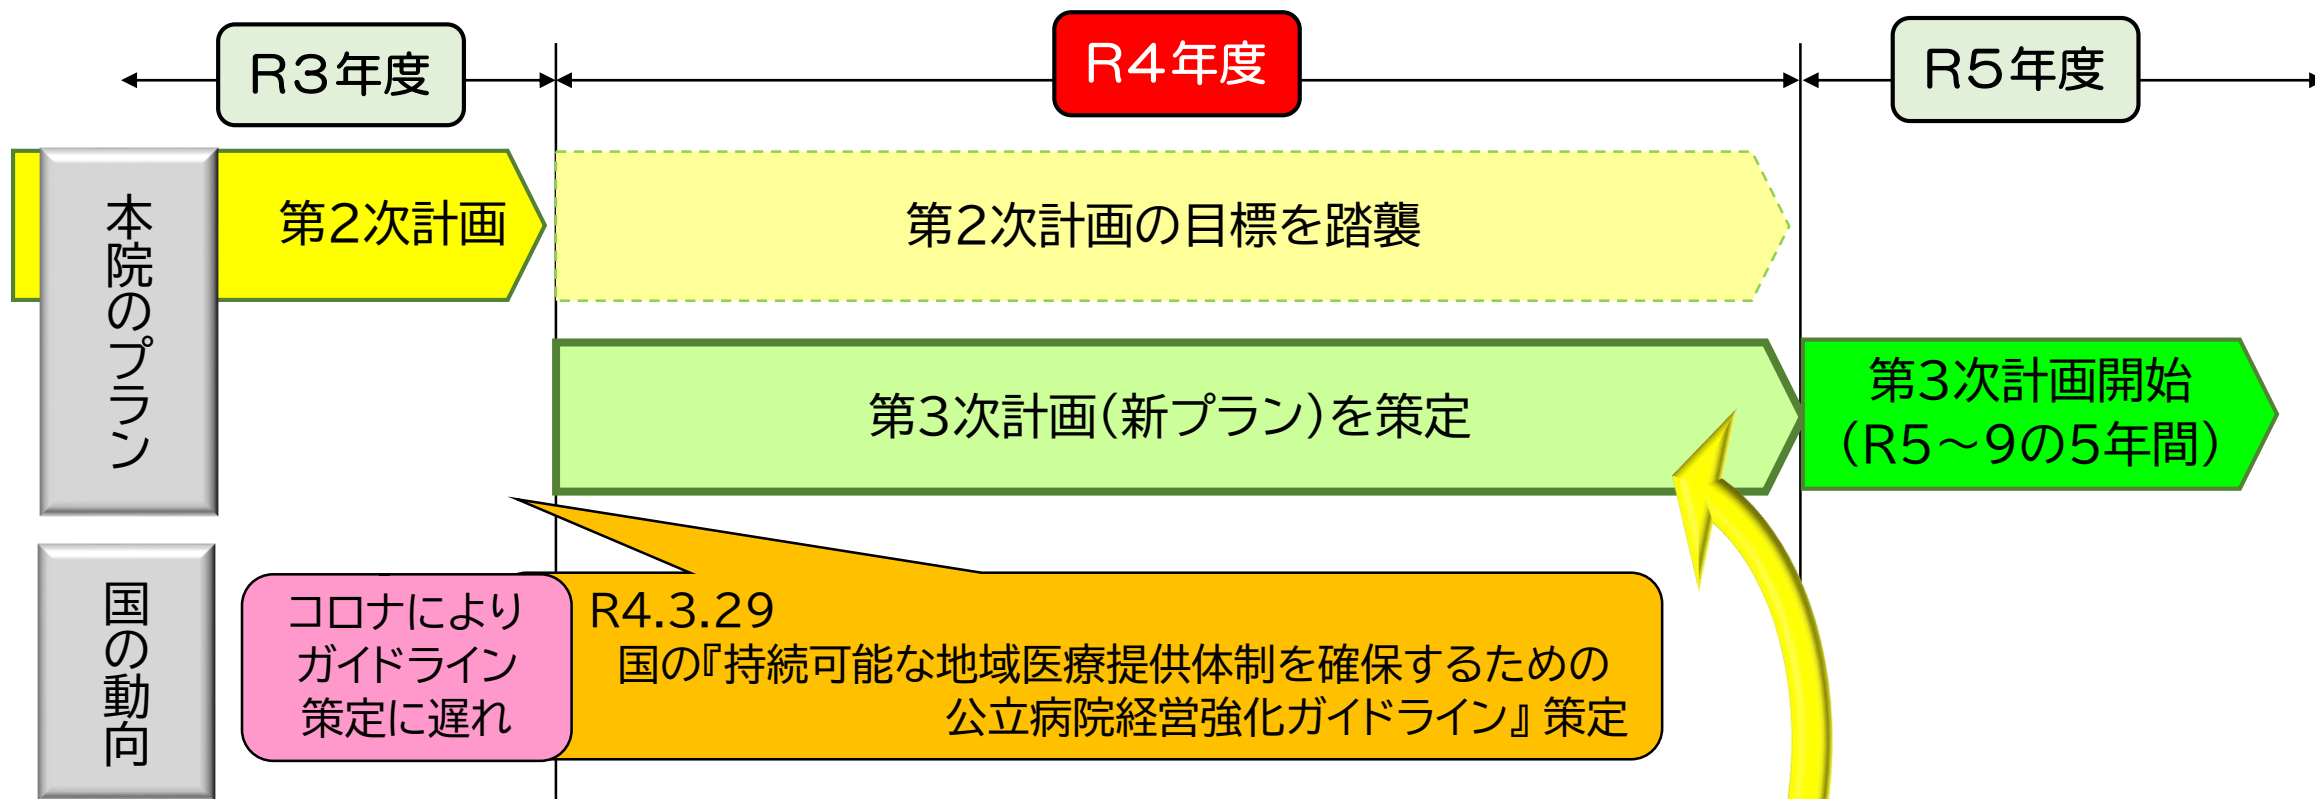 R3年度
R4年度
R5年度
本院のプラン
第2次計画
第2次計画の目標を踏襲
第3次計画(新プラン)を策定
第3次計画開始
(R5～9の5年間)
国の動向
コロナにより
ガイドライン
策定に遅れ
R4.3.29
国の『持続可能な地域医療提供体制を確保するための
公立病院経営強化ガイドライン』策定